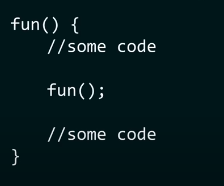 fun() {
    //some code

    fun();

    //some code
}